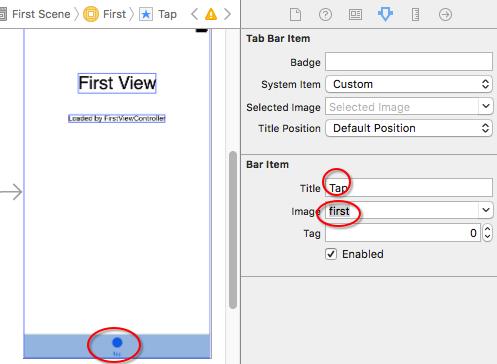 First Scene > First > Tap
First View
Loaded by FirstViewController
Tab Bar Item
Badge
System Item Custom
Selected Image Selected Image
Title Position Default Position
Bar Item
Title Tap
Image first
Tag 0
Enabled